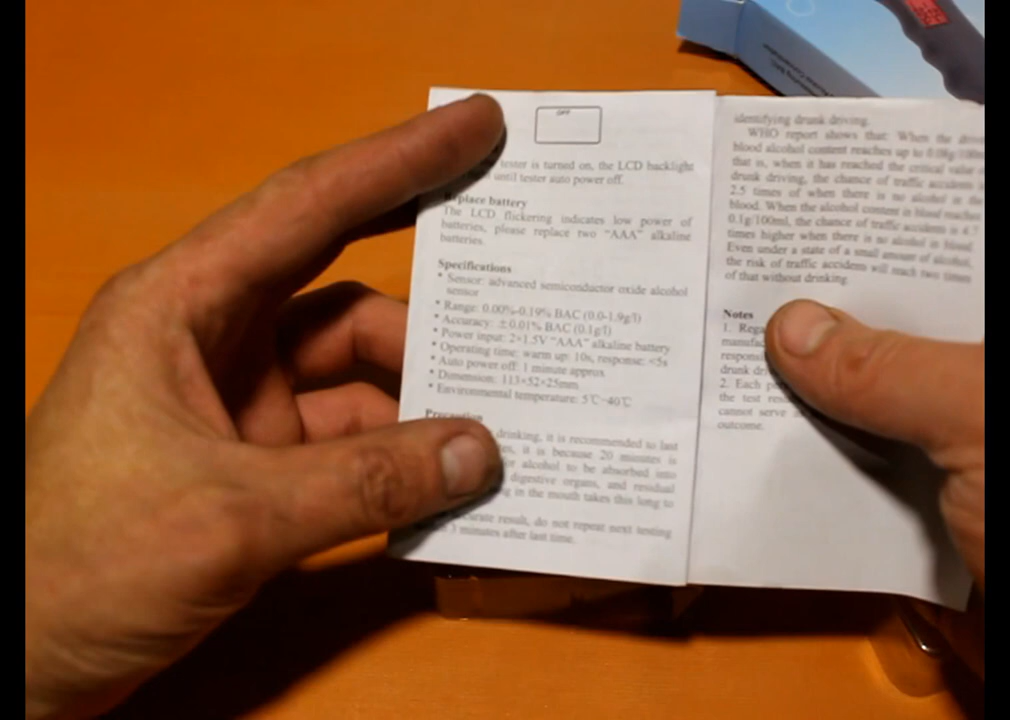 OFF
tester is turned on, the LCD backlight
until tester auto power off.
Replace battery
The LCD flickering indicates low power of
batteries, please replace two "AAA" alkaline
batteries.
Specifications
* Sensor: advanced semiconductor oxide alcohol
sensor
* Range: 0.00%-0.19% BAC (0.0-1.9g/l)
* Accuracy: ±0.01% BAC (0.1g/l)
* Power input: 2×1.5V "AAA" alkaline battery
* Operating time: warm up: 10s, response: <5s
* Auto power off: 1 minute approx.
* Dimension: 113×52×25mm
* Environmental temperature: 5℃~40℃
Precaution
drinking, it is recommended to last
it is because 20 minutes is
alcohol to be absorbed into
digestive organs, and residual
in the mouth takes this long to
result, do not repeat next testing
3 minutes after last time.
identifying drunk driving.
WHO report shows that: When the
blood alcohol content reaches up to
that is, when it has reached the critical value
drunk driving, the chance of traffic accidents
2.5 times of when there is no alcohol in the
blood. When the alcohol content in blood reaches
0.1g/100ml, the chance of traffic accidents is 4.7
times higher when there is no alcohol in blood.
Even under a state of a small amount of alcohol,
the risk of traffic accidents will reach two times
of that without drinking.
Notes
1.
drunk
2. Each
the test
cannot serve
outcome.